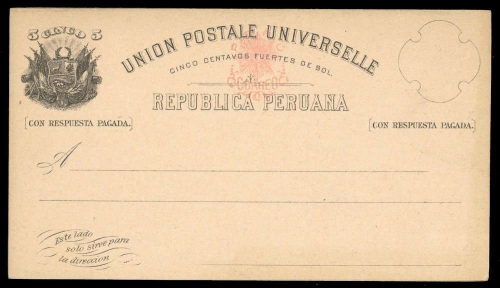 5 CINCO 5
UNION POSTALE UNIVERSELLE
CINCO CENTAVOS FUERTES DE SOL.
REPUBLICA PERUANA
[CON RESPUESTA PAGADA.]
[CON RESPUESTA PAGADA.]
A
Este lado
solo sirve para
la direccion